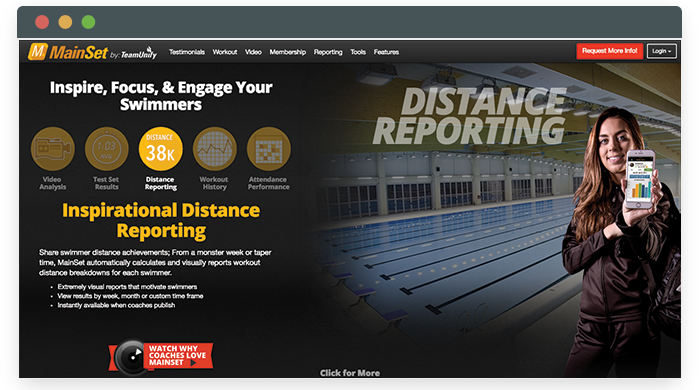 MainSet by: TeamUnify
Testimonials Workout Video Membership Reporting Tools Features
Request More Info!
Login
Inspire, Focus, & Engage Your
Swimmers
DISTANCE
REPORTING
1:03
AVG
DISTANCE
38K
Video
Analysis
Test Set
Results
Distance
Reporting
Workout
History
Attendance
Performance
Inspirational Distance
Reporting
Share swimmer distance achievements; From a monster week or taper
time, MainSet automatically calculates and visually reports workout
distance breakdowns for each swimmer.
• Extremely visual reports that motivate swimmers
• View results by week, month or custom time frame
• Instantly available when coaches publish
WATCH WHY
COACHES LOVE
MAINSET
Click for More